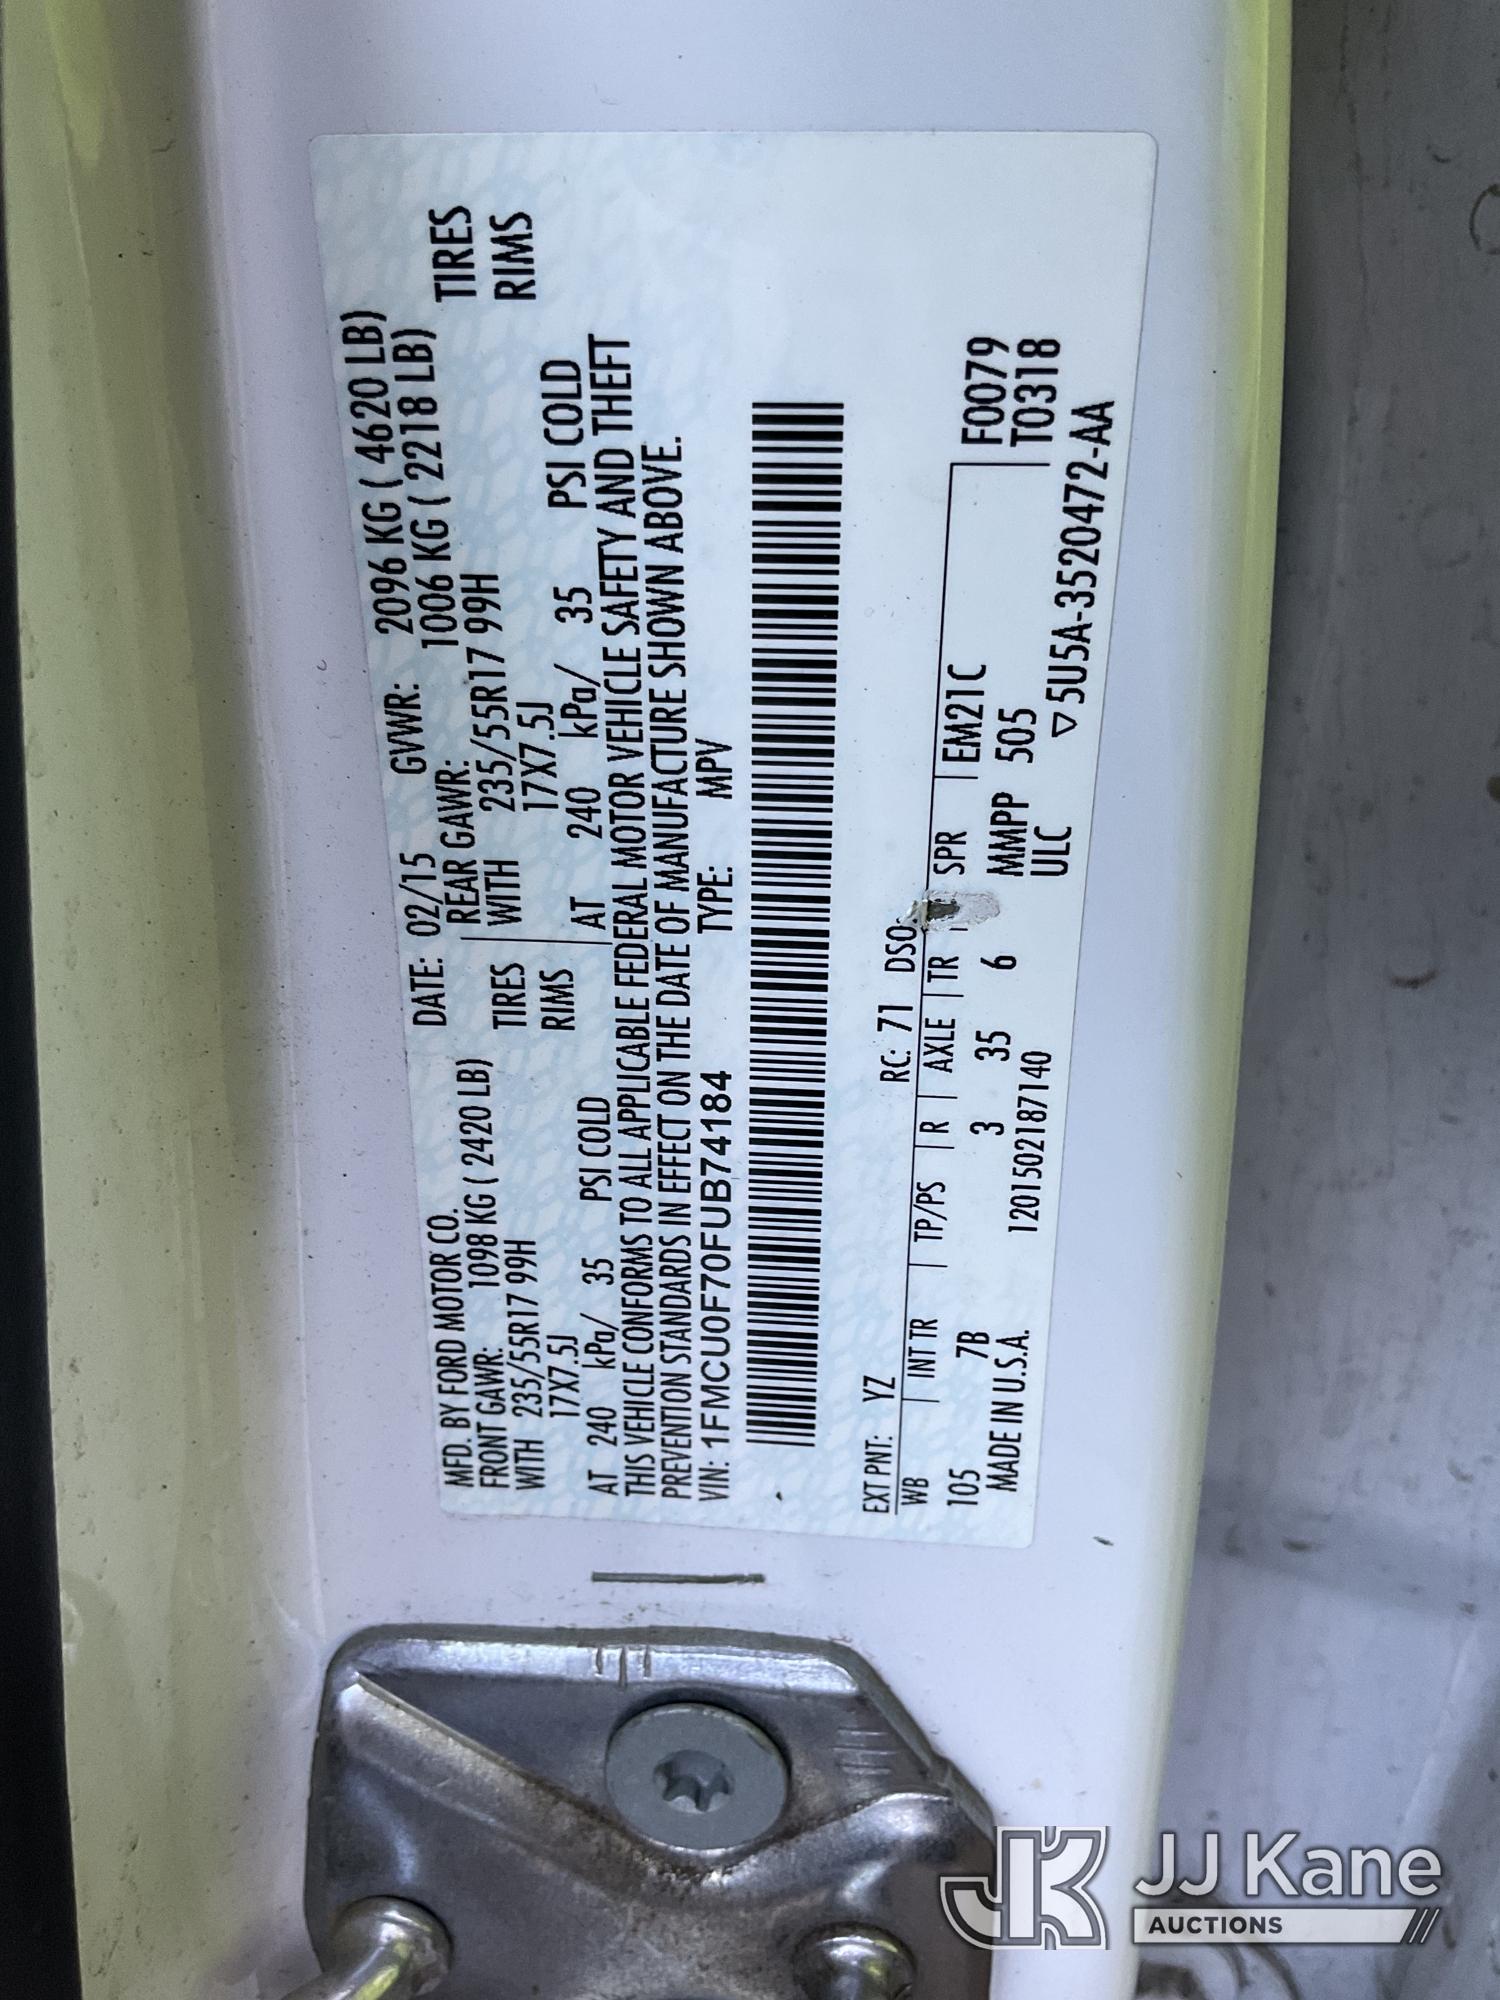 MFD. BY FORD MOTOR CO. DATE: 02/15 GVWR: 2096 KG ( 4620 LB)
FRONT GAWR: 1098 KG ( 2420 LB) REAR GAWR: 1006 KG ( 2218 LB)
WITH 235/55R17 99H TIRES WITH 235/55R17 99H TIRES
17X7.5J RIMS 17X7.5J RIMS
AT 240 kPa/ 35 PSI COLD AT 240 kPa/ 35 PSI COLD
THIS VEHICLE CONFORMS TO ALL APPLICABLE FEDERAL MOTOR VEHICLE SAFETY AND THEFT
PREVENTION STANDARDS IN EFFECT ON THE DATE OF MANUFACTURE SHOWN ABOVE.
VIN: 1FMCU0F70FUB74184 TYPE: MPV
EXT PNT: YZ RC: 71 DSO:
WB INT TR TP/PS R AXLE TR SPR EM21C F0079
105 7B 3 35 6 MMPP 505 T0318
MADE IN U.S.A. 1201502187140 ULC
▽5U5A-3520472-AA
JK JJ Kane
AUCTIONS